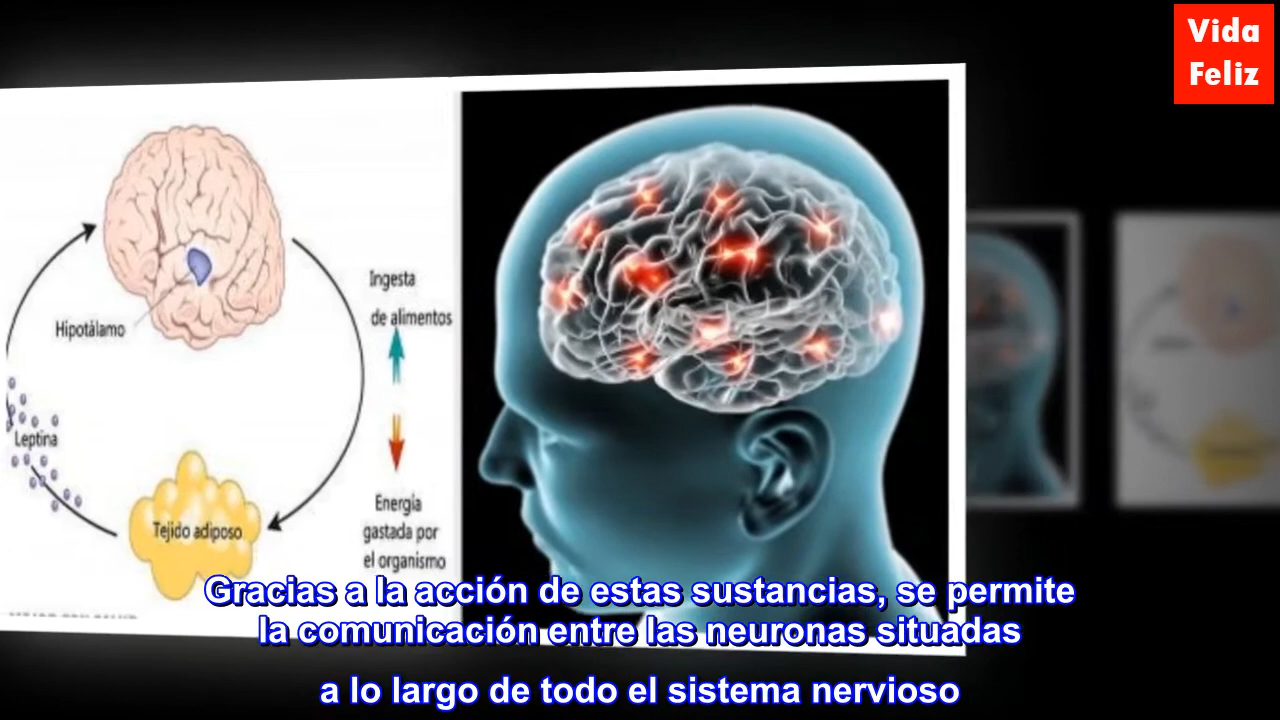 Vida
Feliz
Ingesta
de alimentos
Hipotálamo
Leptina
Tejido adiposo
Energía
gastada por
el organismo
Gracias a la acción de estas sustancias, se permite
la comunicación entre las neuronas situadas
a lo largo de todo el sistema nervioso